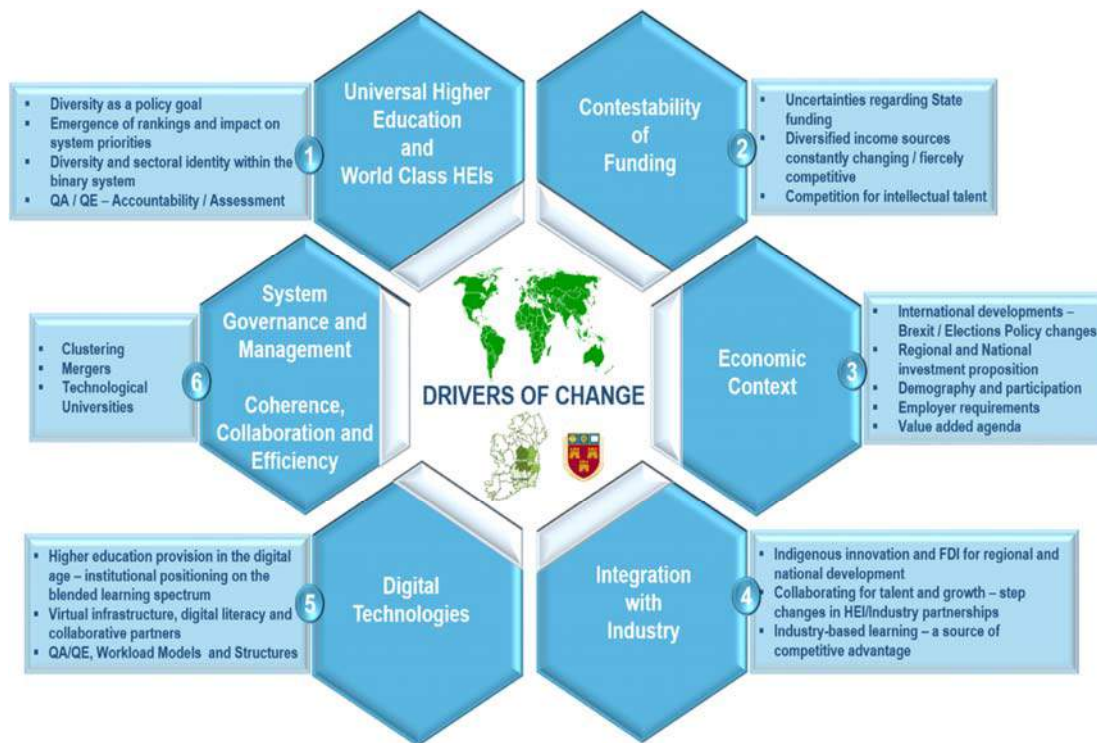 Universal Higher
Education
and
World Class HEIs
▪ Diversity as a policy goal
▪ Emergence of rankings and impact on
system priorities
▪ Diversity and sectoral identity within the
binary system
▪ QA / QE – Accountability / Assessment
1
Contestability
of
Funding
2
▪ Uncertainties regarding State
funding
▪ Diversified income sources
constantly changing / fiercely
competitive
▪ Competition for intellectual talent
Economic
Context
3
▪ International developments –
Brexit / Elections Policy changes
▪ Regional and National
investment proposition
▪ Demography and participation
▪ Employer requirements
▪ Value added agenda
DRIVERS OF CHANGE
Integration
with
Industry
4
▪ Indigenous innovation and FDI for regional and
national development
▪ Collaborating for talent and growth – step
changes in HEI/Industry partnerships
▪ Industry-based learning – a source of
competitive advantage
Digital
Technologies
5
▪ Higher education provision in the digital
age – institutional positioning on the
blended learning spectrum
▪ Virtual infrastructure, digital literacy and
collaborative partners
▪ QA/QE, Workload Models and Structures
System
Governance and
Management
Coherence,
Collaboration and
Efficiency
6
▪ Clustering
▪ Mergers
▪ Technological
Universities